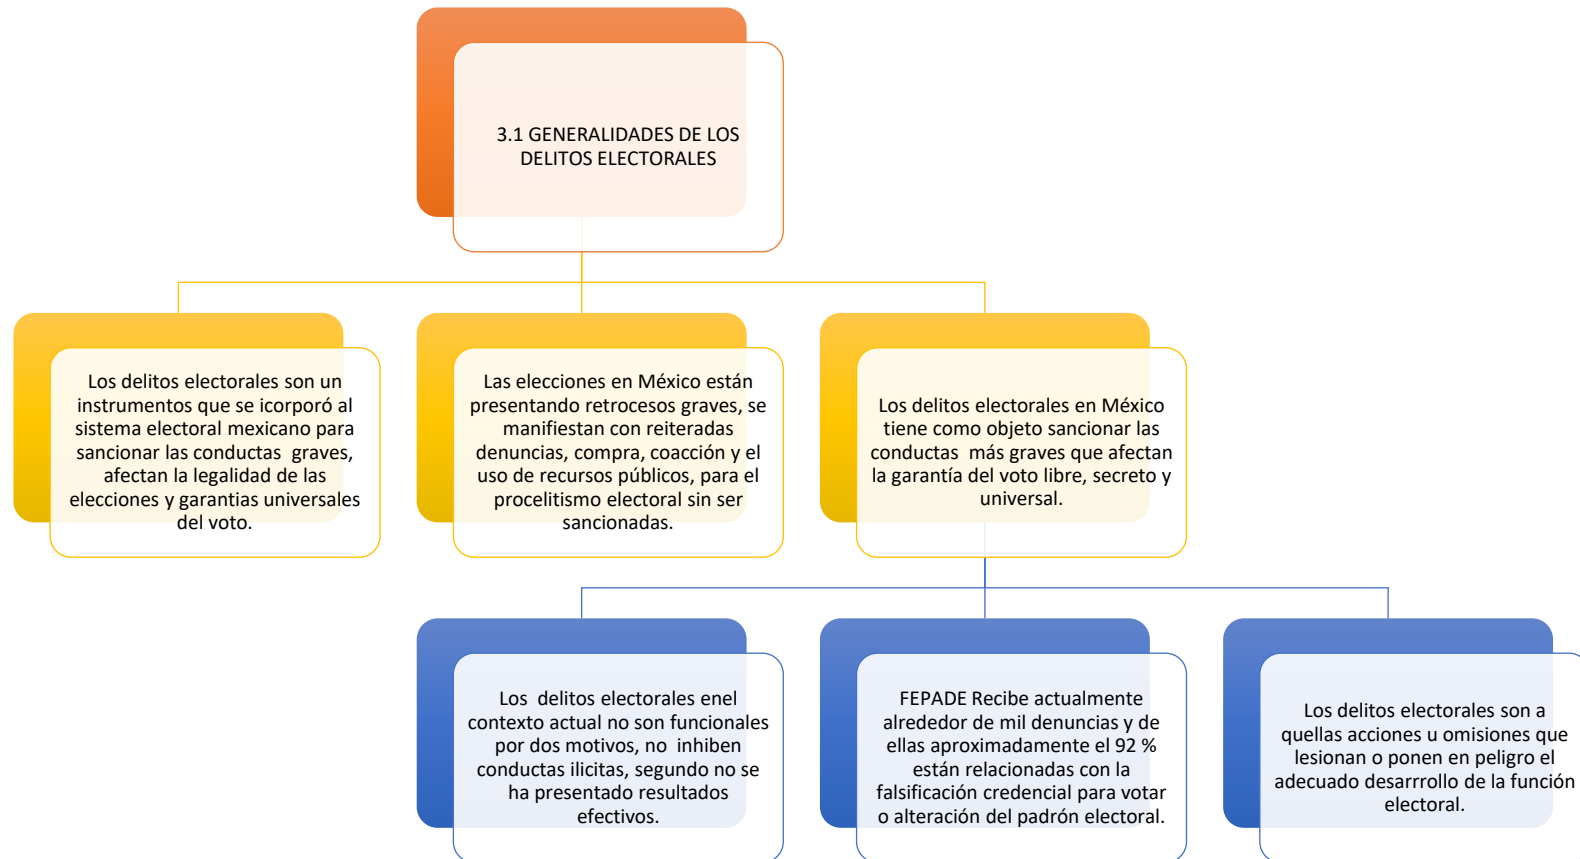 3.1 GENERALIDADES DE LOS
DELITOS ELECTORALES
Los delitos electorales son un
instrumentos que se icorporó al
sistema electoral mexicano para
sancionar las conductas  graves,
afectan la legalidad de las
elecciones y garantias universales
del voto.
Las elecciones en México están
presentando retrocesos graves, se
manifiestan con reiteradas
denuncias, compra, coacción y el
uso de recursos públicos, para el
procelitismo electoral sin ser
sancionadas.
Los delitos electorales en México
tiene como objeto sancionar las
conductas  más graves que afectan
la garantía del voto libre, secreto y
universal.
Los  delitos electorales enel
contexto actual no son funcionales
por dos motivos, no  inhiben
conductas ilicitas, segundo no se
ha presentado resultados
efectivos.
FEPADE Recibe actualmente
alrededor de mil denuncias y de
ellas aproximadamente el 92 %
están relacionadas con la
falsificación credencial para votar
o alteración del padrón electoral.
Los delitos electorales son a
quellas acciones u omisiones que
lesionan o ponen en peligro el
adecuado desarrrollo de la función
electoral.